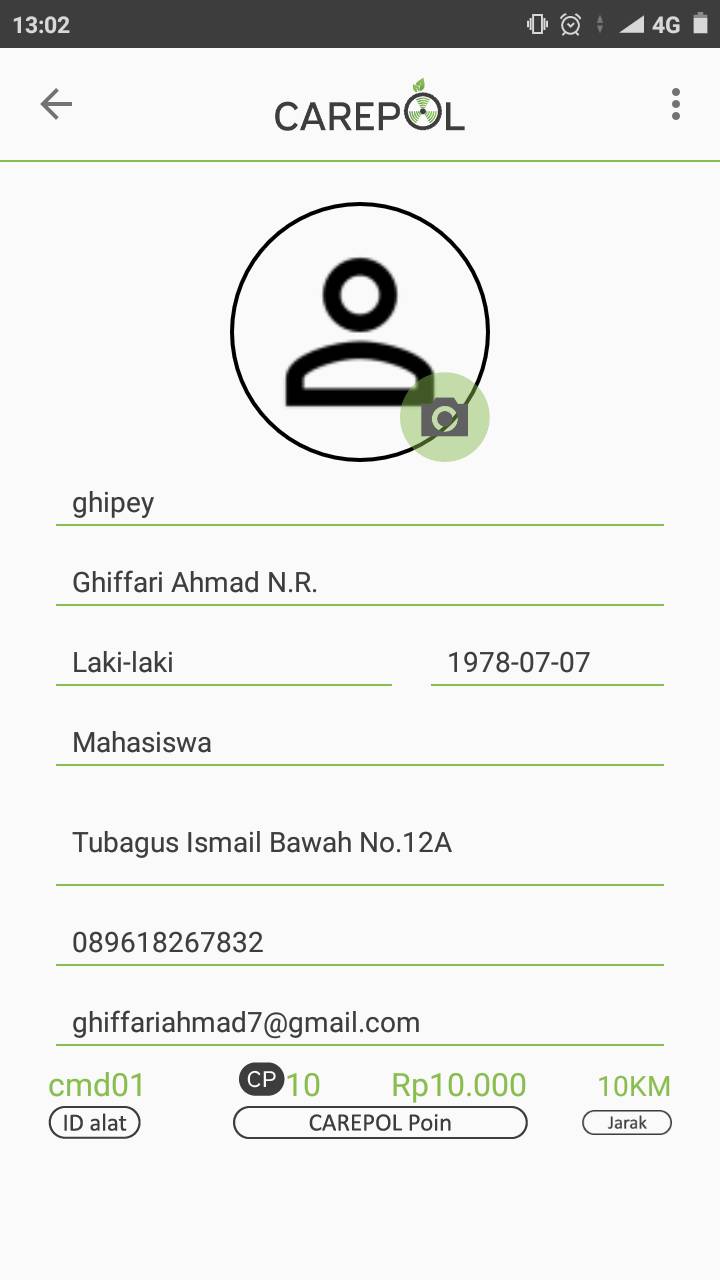 13:02 4G
CAREPOL
ghipey
Ghiffari Ahmad N.R.
Laki-laki 1978-07-07
Mahasiswa
Tubagus Ismail Bawah No.12A
089618267832
ghiffariahmad7@gmail.com
cmd01 CP 10 Rp10.000 10KM
ID alat CAREPOL Poin Jarak